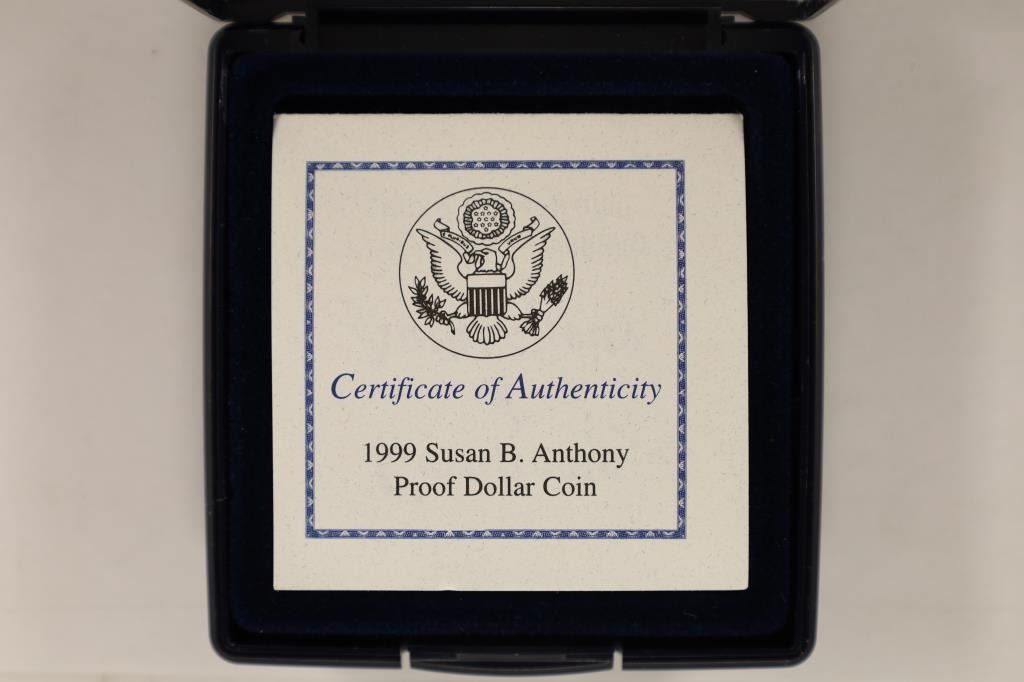 Certificate of Authenticity
1999 Susan B. Anthony
Proof Dollar Coin